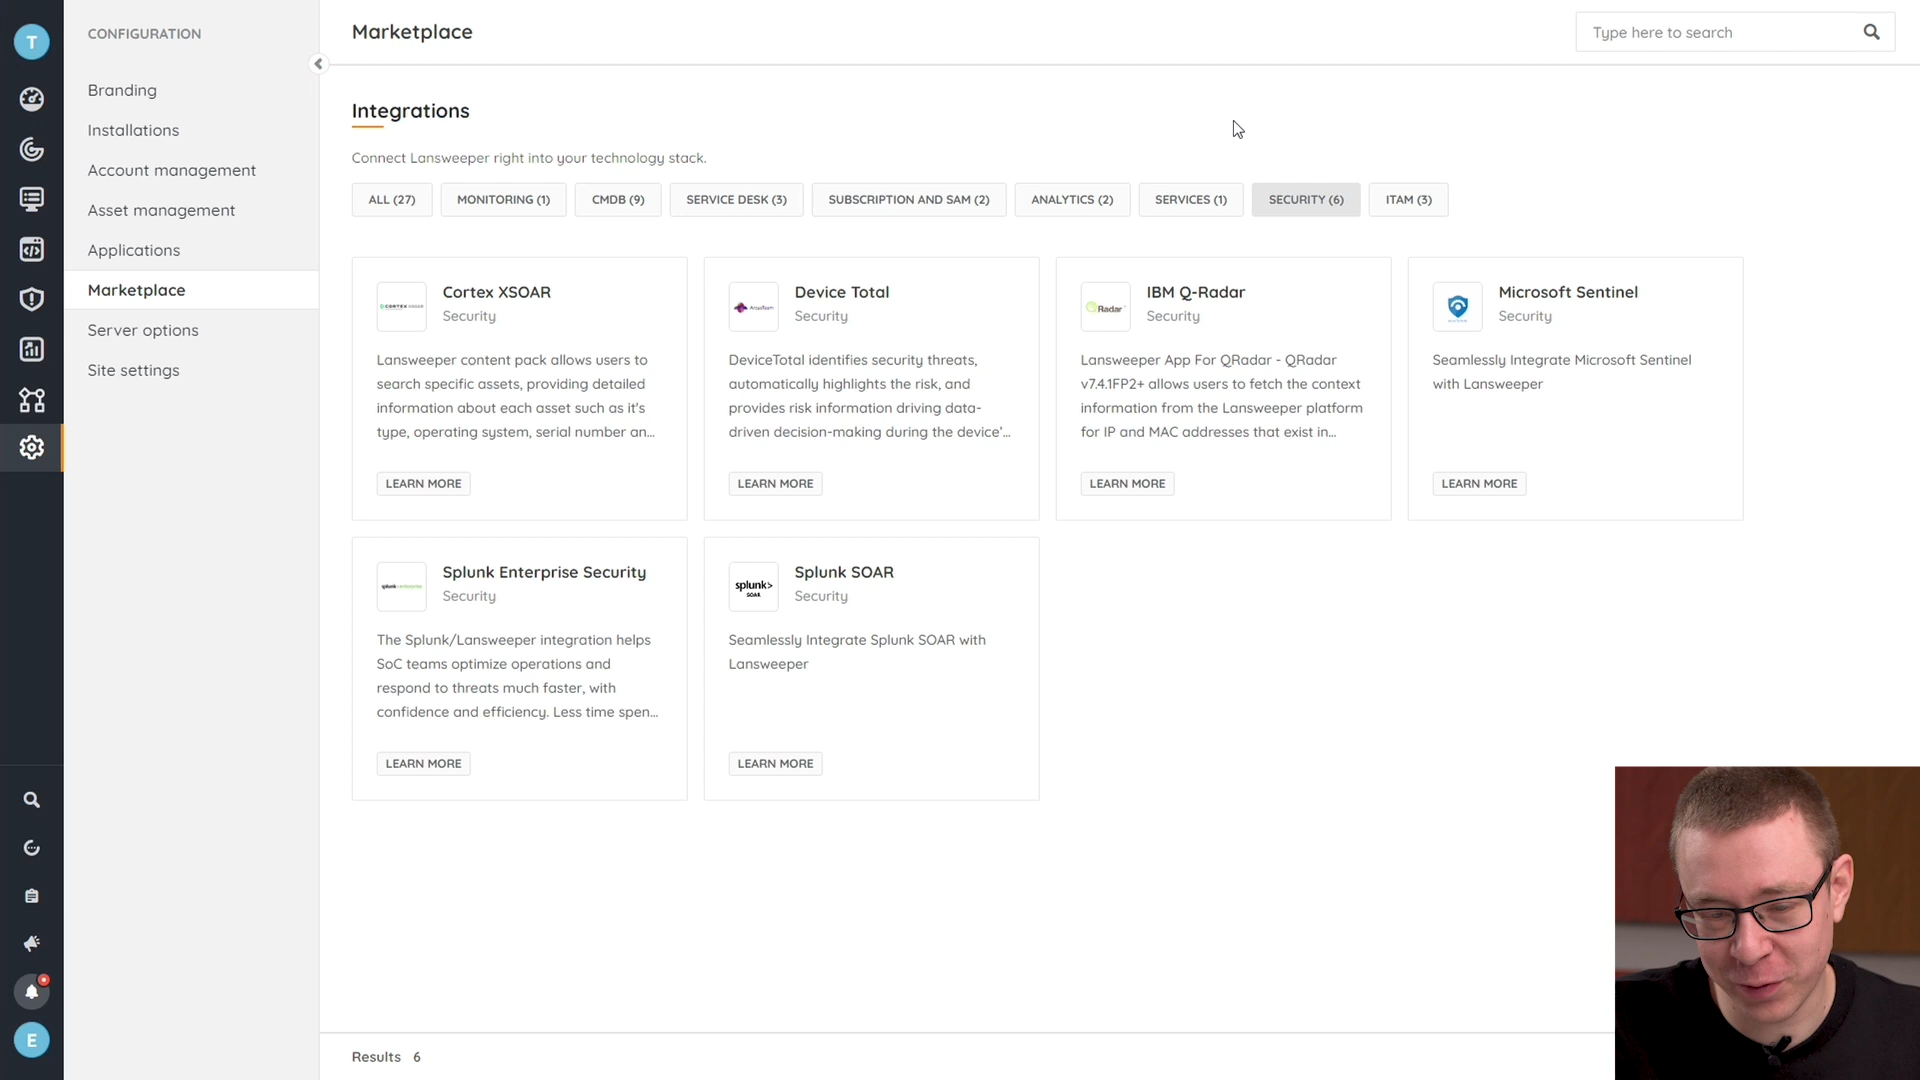 T
CONFIGURATION
Branding
Installations
Account management
Asset management
Applications
Marketplace
Server options
Site settings
E
Marketplace
Type here to search
Integrations
Connect Lansweeper right into your technology stack.
ALL (27)
MONITORING (1)
CMDB (9)
SERVICE DESK (3)
SUBSCRIPTION AND SAM (2)
ANALYTICS (2)
SERVICES (1)
SECURITY (6)
ITAM (3)
CORTEX XSOAR
Cortex XSOAR
Security
Lansweeper content pack allows users to
search specific assets, providing detailed
information about each asset such as it's
type, operating system, serial number an...
LEARN MORE
Device Total
Security
DeviceTotal identifies security threats,
automatically highlights the risk, and
provides risk information driving data-
driven decision-making during the device'...
LEARN MORE
Radar
IBM Q-Radar
Security
Lansweeper App For QRadar - QRadar
v7.4.1FP2+ allows users to fetch the context
information from the Lansweeper platform
for IP and MAC addresses that exist in...
LEARN MORE
Microsoft Sentinel
Security
Seamlessly Integrate Microsoft Sentinel
with Lansweeper
LEARN MORE
splunk>enterprise
Splunk Enterprise Security
Security
The Splunk/Lansweeper integration helps
SoC teams optimize operations and
respond to threats much faster, with
confidence and efficiency. Less time spen...
LEARN MORE
splunk>
SOAR
Splunk SOAR
Security
Seamlessly Integrate Splunk SOAR with
Lansweeper
LEARN MORE
Results 6